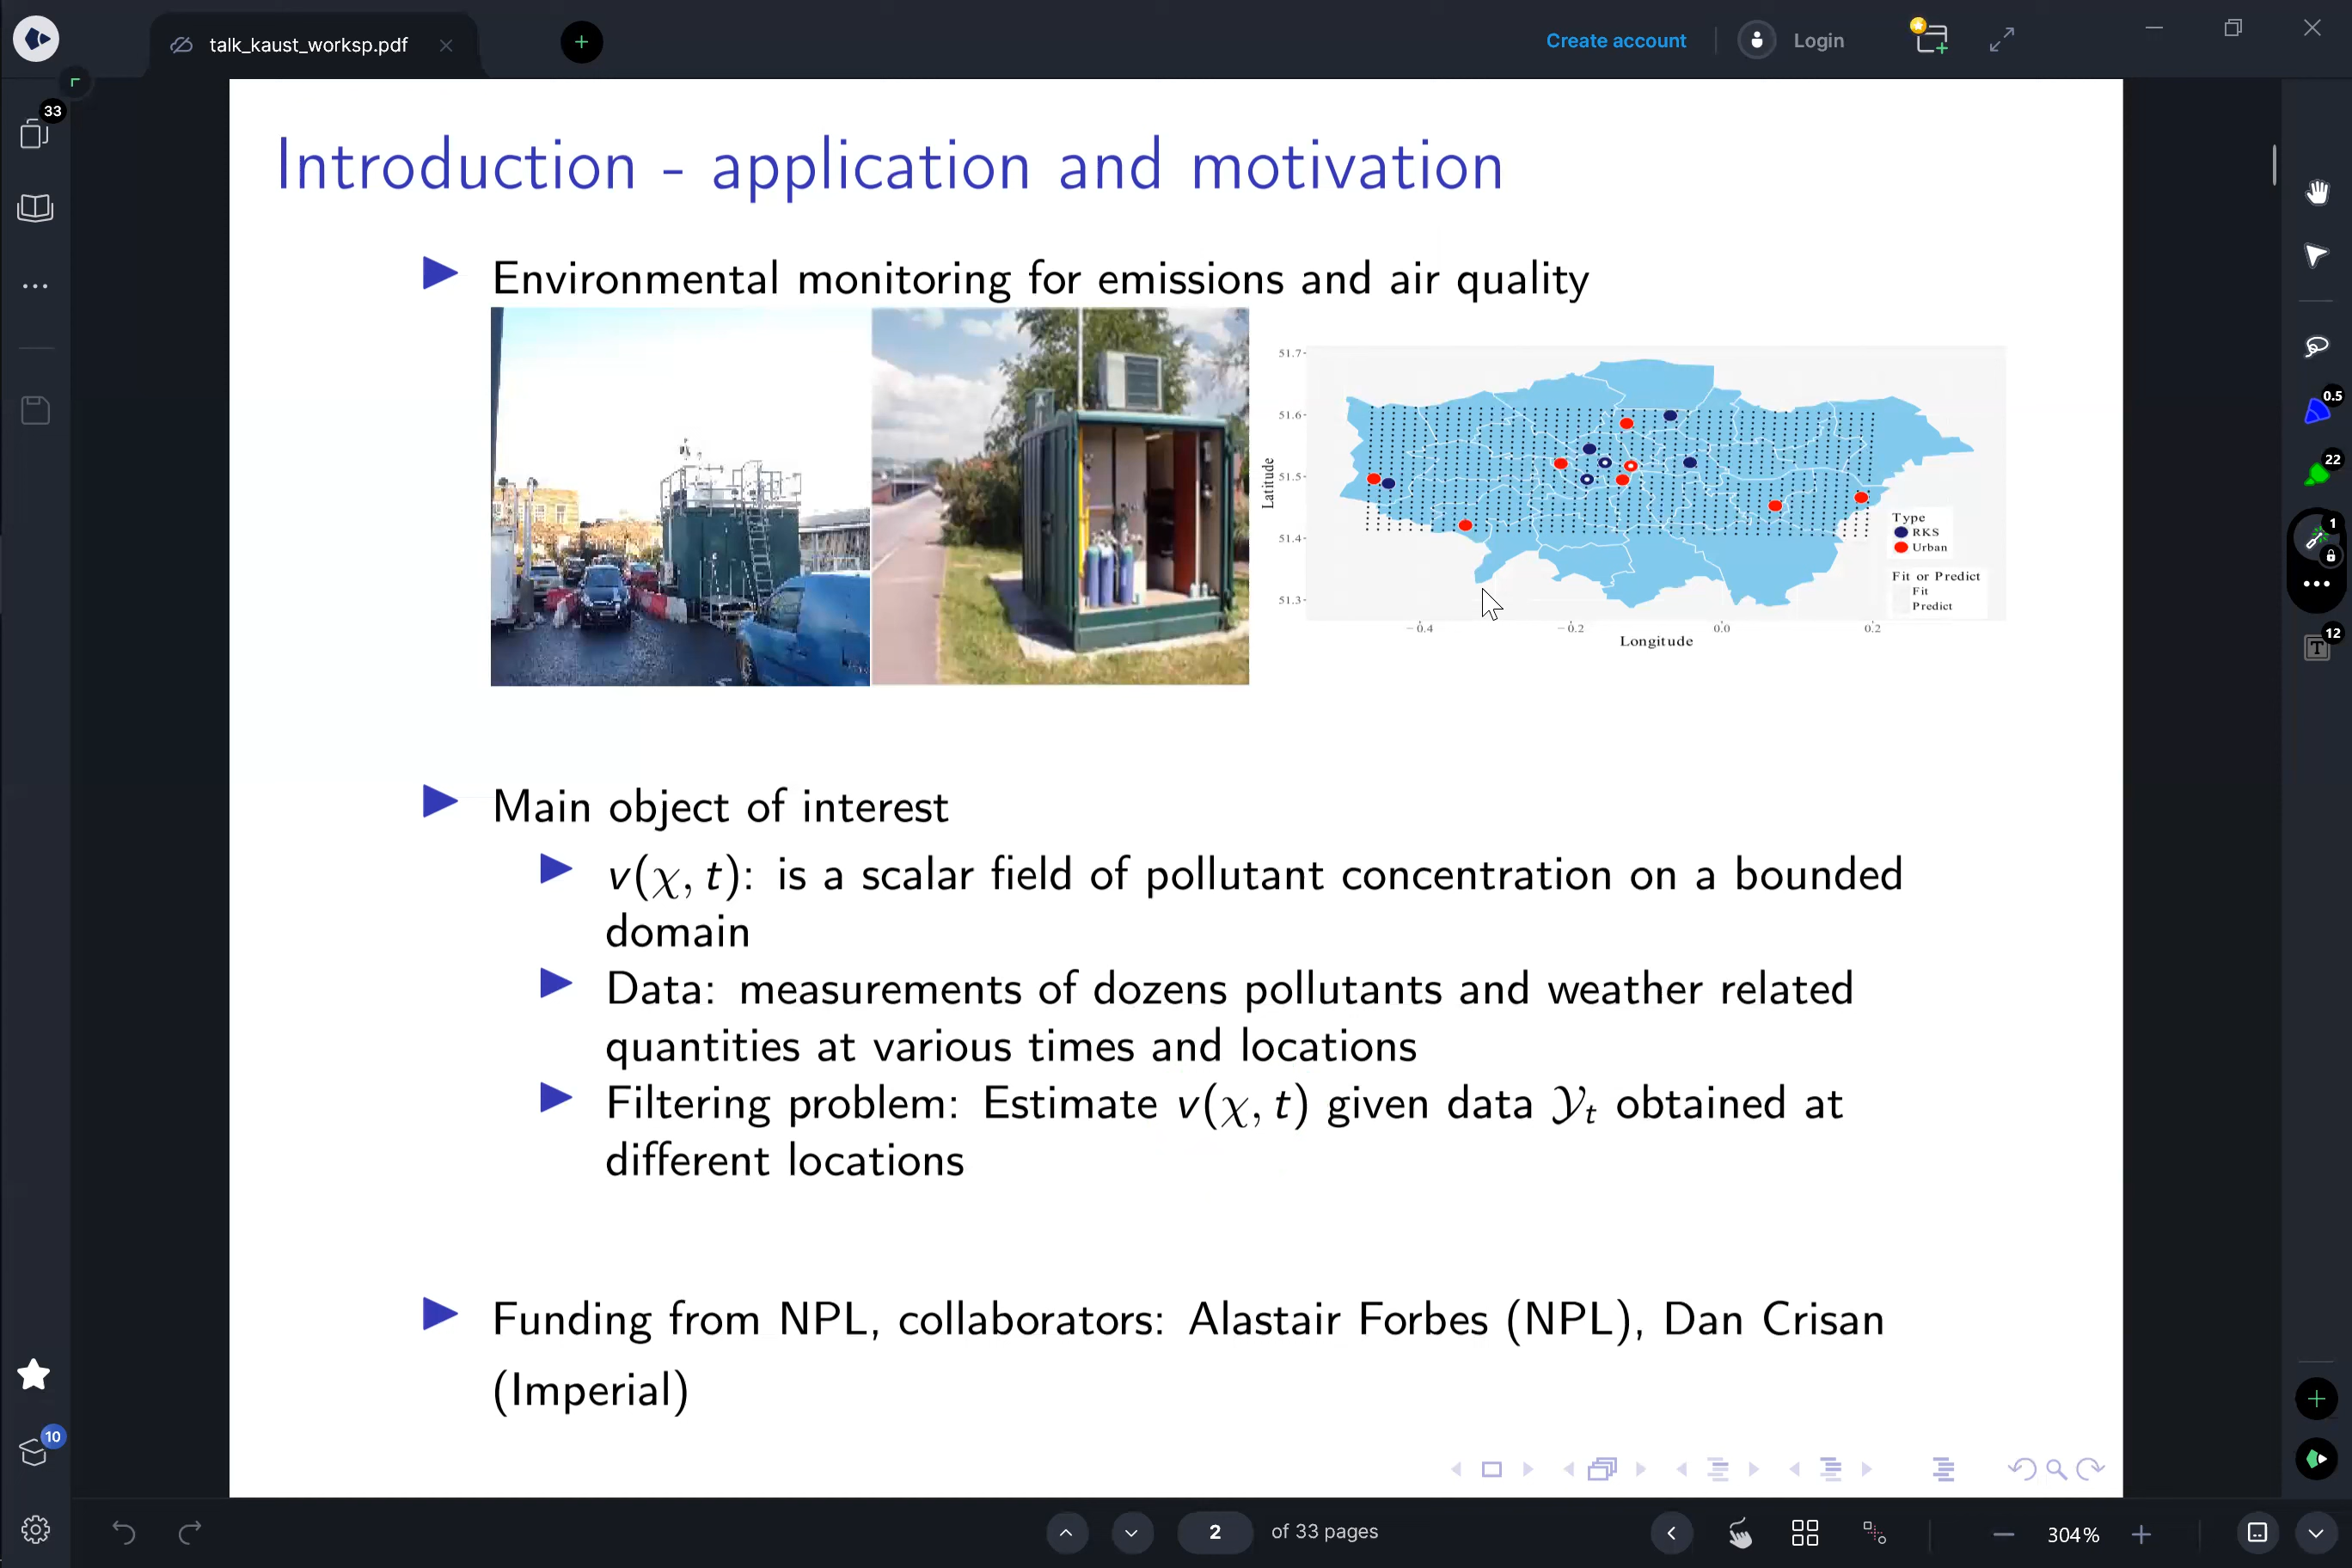 talk_kaust_worksp.pdf
Create account
Login
33
Introduction - application and motivation
Environmental monitoring for emissions and air quality
51.7
51.6
51.5
51.4
51.3
Latitude
−0.4
−0.2
0.0
0.2
Longitude
Type
RKS
Urban
Fit or Predict
Fit
Predict
Main object of interest
v(χ, t): is a scalar field of pollutant concentration on a bounded
domain
Data: measurements of dozens pollutants and weather related
quantities at various times and locations
Filtering problem: Estimate v(χ, t) given data 𝒴t obtained at
different locations
Funding from NPL, collaborators: Alastair Forbes (NPL), Dan Crisan
(Imperial)
0.5
22
1
12
10
2 of 33 pages
304%